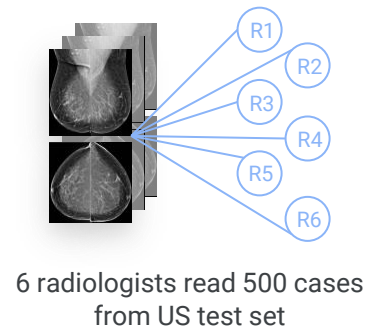 R1
R2
R3
R4
R5
R6
6 radiologists read 500 cases
from US test set